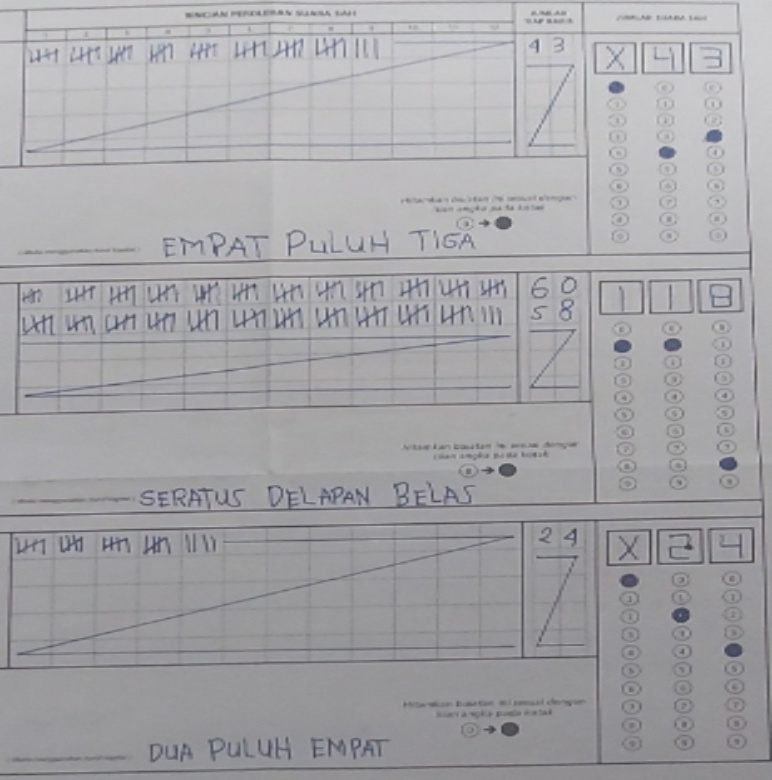 RINCIAN PEROLEHAN SUARA SAH
JUMLAH SUARA SAH
1 2 3 4 5 6 7 8 9 10 11 12
4 3
X 4 3
Hitamkan bulatan ini sesuai dengan
isian angka pada kotak
EMPAT PULUH TIGA
6 0
5 8
1 1 8
Hitamkan bulatan ini sesuai dengan
isian angka pada kotak
SERATUS DELAPAN BELAS
2 4
X 2 4
Hitamkan bulatan ini sesuai dengan
isian angka pada kotak
DUA PULUH EMPAT